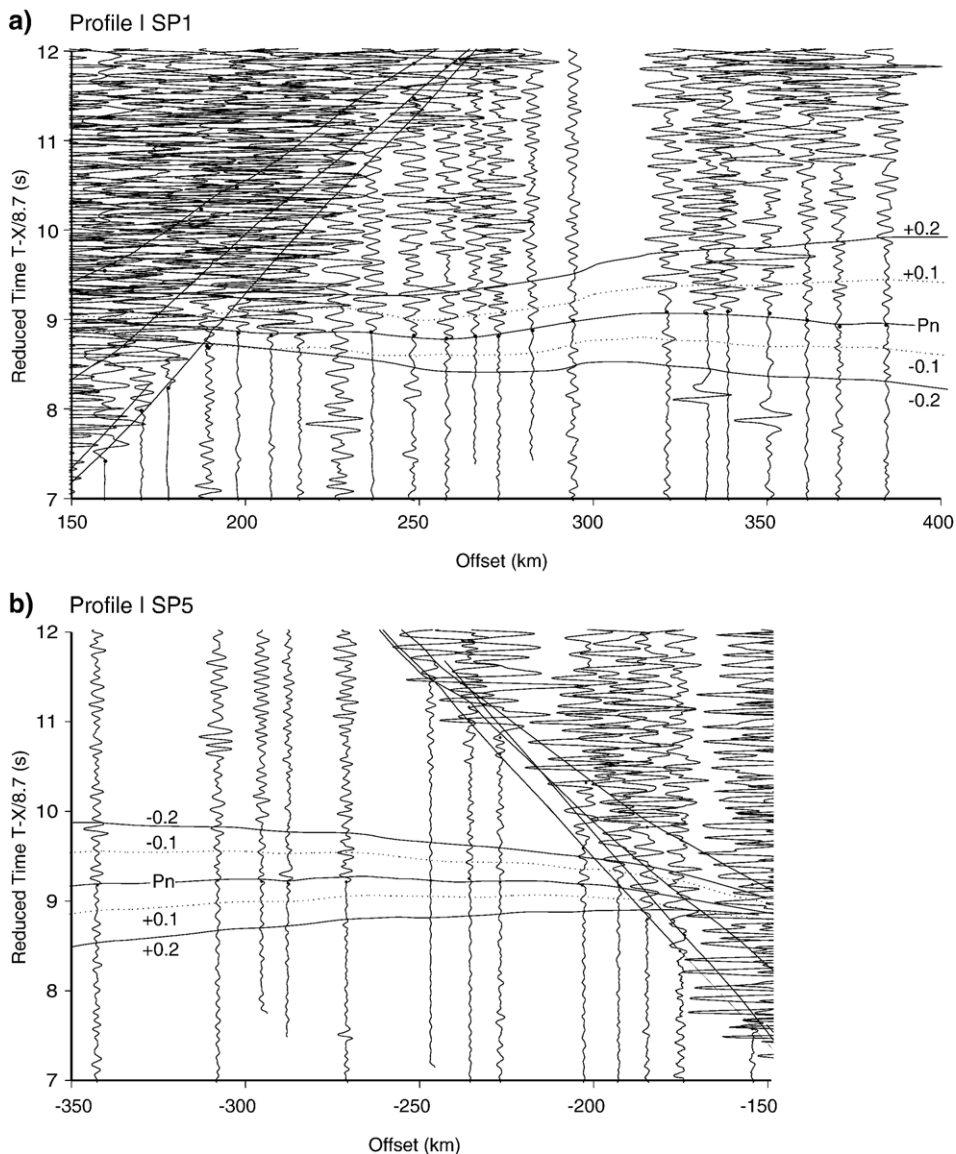 a) Profile I SP1
12
11
10
9
8
7
Reduced Time T-X/8.7 (s)
+0.2
+0.1
Pn
-0.1
-0.2
150 200 250 300 350 400
Offset (km)
b) Profile I SP5
12
11
10
9
8
7
Reduced Time T-X/8.7 (s)
-0.2
-0.1
Pn
+0.1
+0.2
-350 -300 -250 -200 -150
Offset (km)